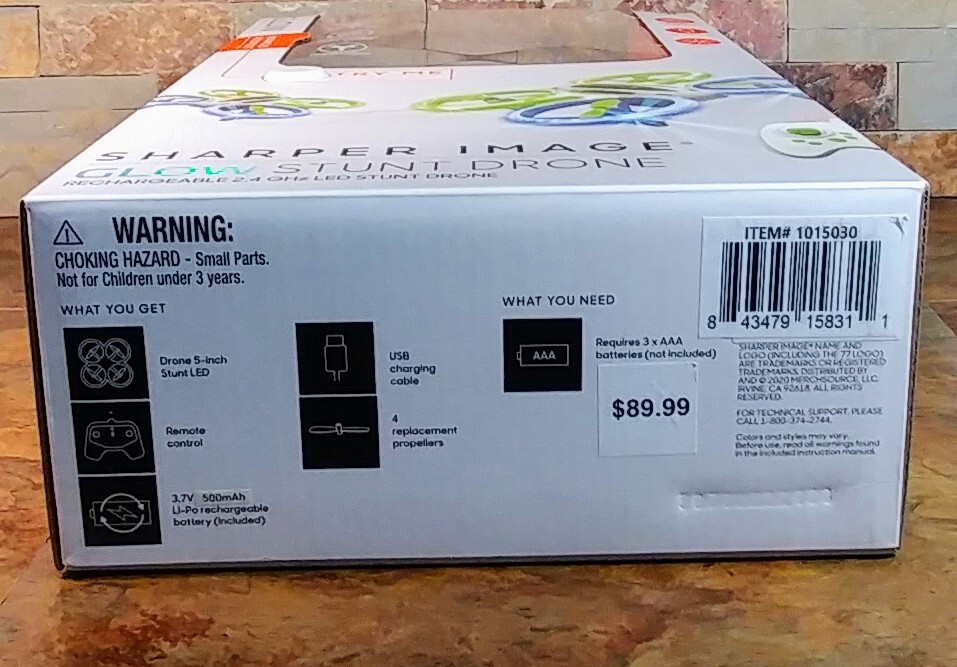 TRY ME
SHARPER IMAGE®
GLOW STUNT DRONE
RECHARGEABLE 2.4 GHz LED STUNT DRONE
WARNING:
CHOKING HAZARD - Small Parts.
Not for Children under 3 years.
WHAT YOU GET
Drone 5-inch
Stunt LED
Remote
control
3.7V 500mAh
Li-Po rechargeable
battery (included)
USB
charging
cable
4
replacement
propellers
WHAT YOU NEED
AAA
Requires 3 x AAA
batteries (not included)
$89.99
ITEM# 1015030
8 43479 15831 1
SHARPER IMAGE® NAME AND
LOGO (INCLUDING THE 77 LOGO)
ARE TRADEMARKS OR REGISTERED
TRADEMARKS. DISTRIBUTED BY
AND © 2020 MERCHSOURCE, LLC,
IRVINE, CA 92618. ALL RIGHTS
RESERVED.
FOR TECHNICAL SUPPORT, PLEASE
CALL 1-800-374-2744.
Colors and styles may vary.
Before use, read all warnings found
in the included instruction manual.